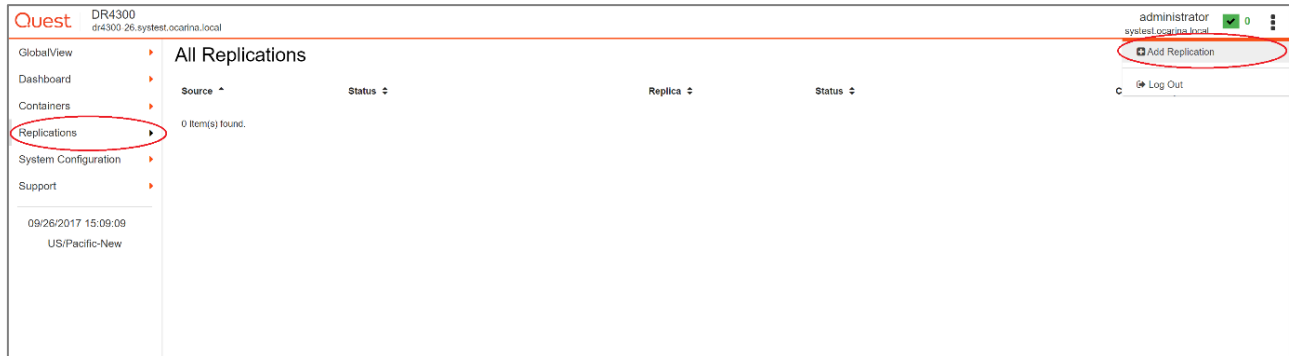 Quest
DR4300
dr4300-26.systest.ocarina.local
administrator
systest.ocarina.local
0
GlobalView
Dashboard
Containers
Replications
System Configuration
Support
09/26/2017 15:09:09
US/Pacific-New
All Replications
Source Status Replica Status C
0 Item(s) found.
Add Replication
Log Out